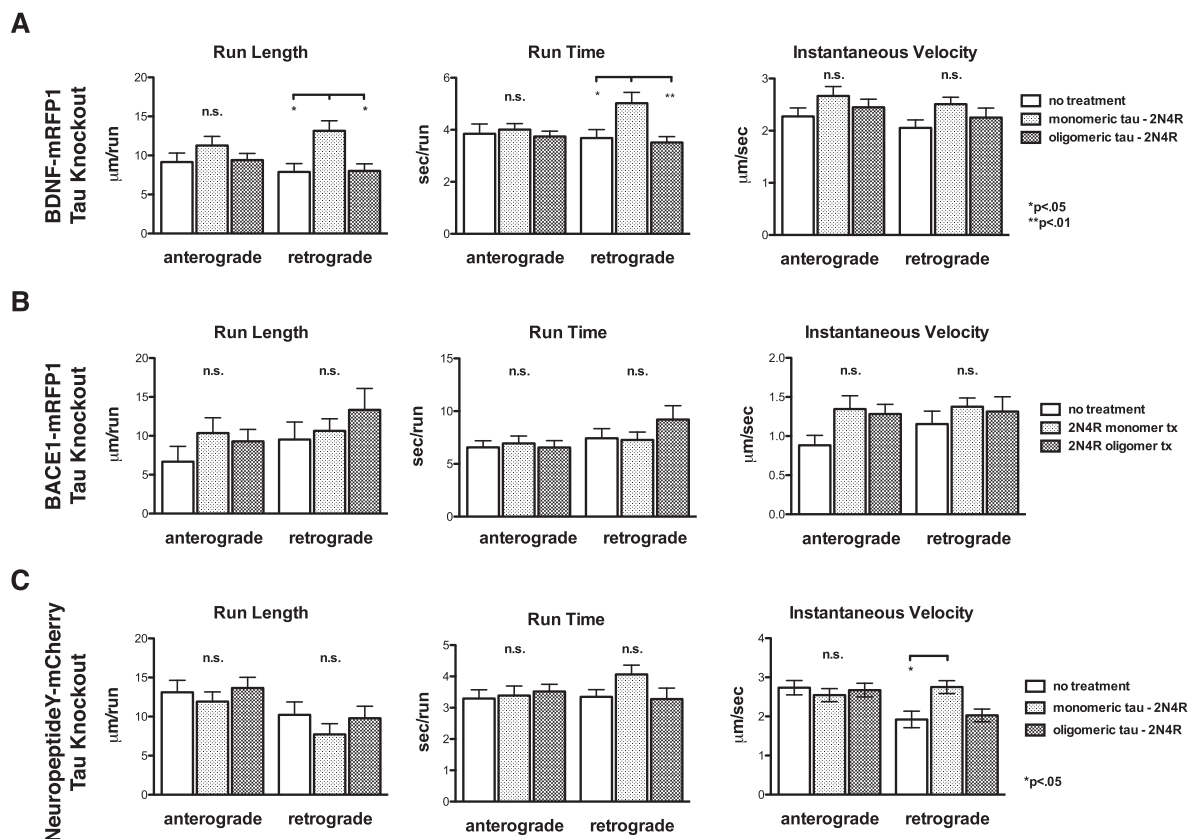 A
BDNF-mRFP1
Tau Knockout
Run Length
μm/run
20
15
10
5
0
n.s.
*
*
anterograde
retrograde
Run Time
sec/run
6
4
2
0
n.s.
*
**
anterograde
retrograde
Instantaneous Velocity
μm/sec
3
2
1
0
n.s.
n.s.
anterograde
retrograde
no treatment
monomeric tau - 2N4R
oligomeric tau - 2N4R
*p<.05
**p<.01
B
BACE1-mRFP1
Tau Knockout
Run Length
μm/run
20
15
10
5
0
n.s.
n.s.
anterograde
retrograde
Run Time
sec/run
15
10
5
0
n.s.
n.s.
anterograde
retrograde
Instantaneous Velocity
μm/sec
2.0
1.5
1.0
0.5
0.0
n.s.
n.s.
anterograde
retrograde
no treatment
2N4R monomer tx
2N4R oligomer tx
C
NeuropeptideY-mCherry
Tau Knockout
Run Length
μm/run
20
15
10
5
0
n.s.
n.s.
anterograde
retrograde
Run Time
sec/run
5
4
3
2
1
0
n.s.
n.s.
anterograde
retrograde
Instantaneous Velocity
μm/sec
4
3
2
1
0
n.s.
*
anterograde
retrograde
no treatment
monomeric tau - 2N4R
oligomeric tau - 2N4R
*p<.05